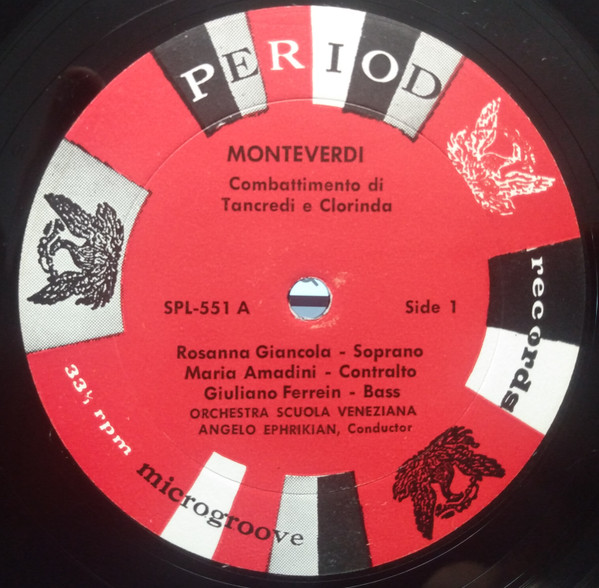 PERIOD
MONTEVERDI
Combattimento di
Tancredi e Clorinda
SPL-551 A
Side 1
Rosanna Giancola - Soprano
Maria Amadini - Contralto
Giuliano Ferrein - Bass
ORCHESTRA SCUOLA VENEZIANA
ANGELO EPHRIKIAN, Conductor
records
33⅓ rpm
microgroove